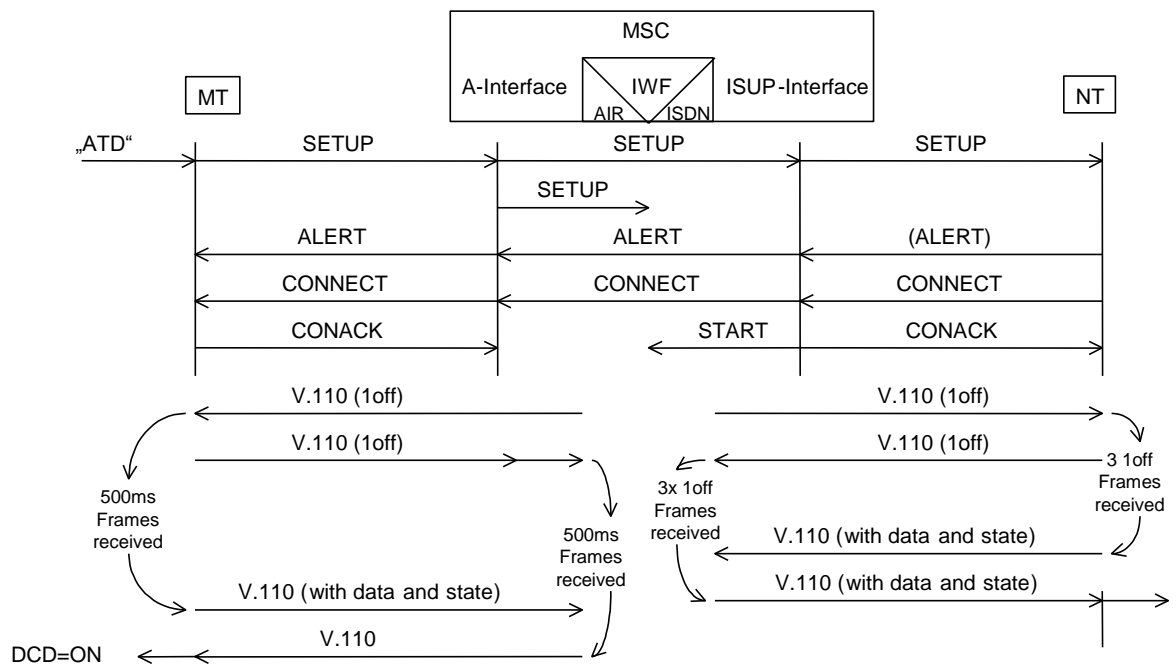 MSC
A-Interface
IWF
ISUP-Interface
AIR
ISDN
MT
NT
„ATD“
SETUP
SETUP
SETUP
SETUP
ALERT
ALERT
(ALERT)
CONNECT
CONNECT
CONNECT
CONACK
START
CONACK
V.110 (1off)
V.110 (1off)
V.110 (1off)
V.110 (1off)
500ms
Frames
received
500ms
Frames
received
3x 1off
Frames
received
3 1off
Frames
received
V.110 (with data and state)
V.110 (with data and state)
V.110 (with data and state)
V.110
DCD=ON